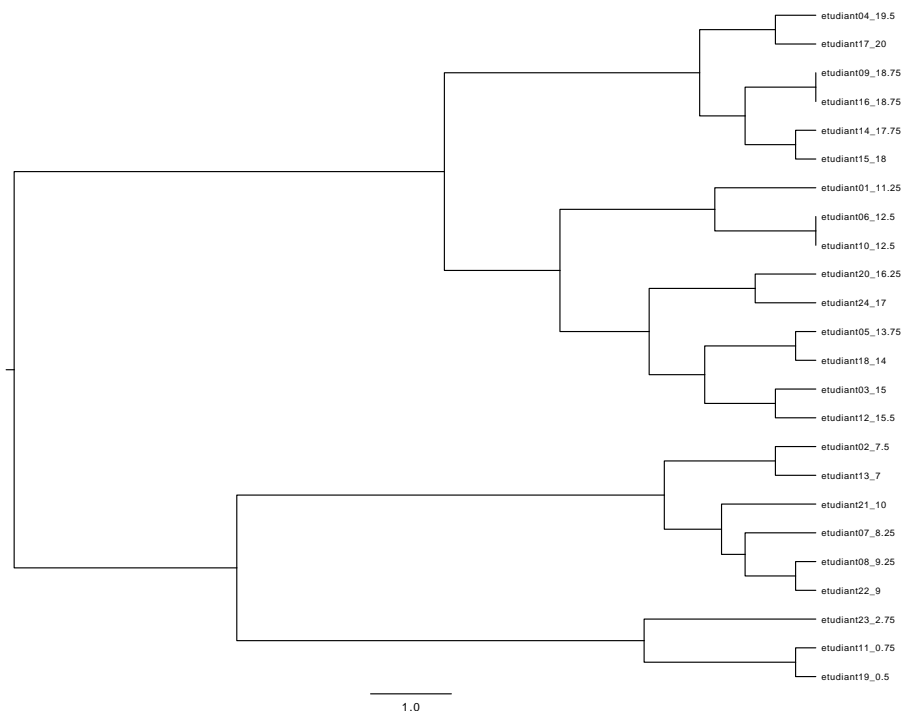 etudiant04_19.5
etudiant17_20
etudiant09_18.75
etudiant16_18.75
etudiant14_17.75
etudiant15_18
etudiant01_11.25
etudiant06_12.5
etudiant10_12.5
etudiant20_16.25
etudiant24_17
etudiant05_13.75
etudiant18_14
etudiant03_15
etudiant12_15.5
etudiant02_7.5
etudiant13_7
etudiant21_10
etudiant07_8.25
etudiant08_9.25
etudiant22_9
etudiant23_2.75
etudiant11_0.75
etudiant19_0.5
1.0